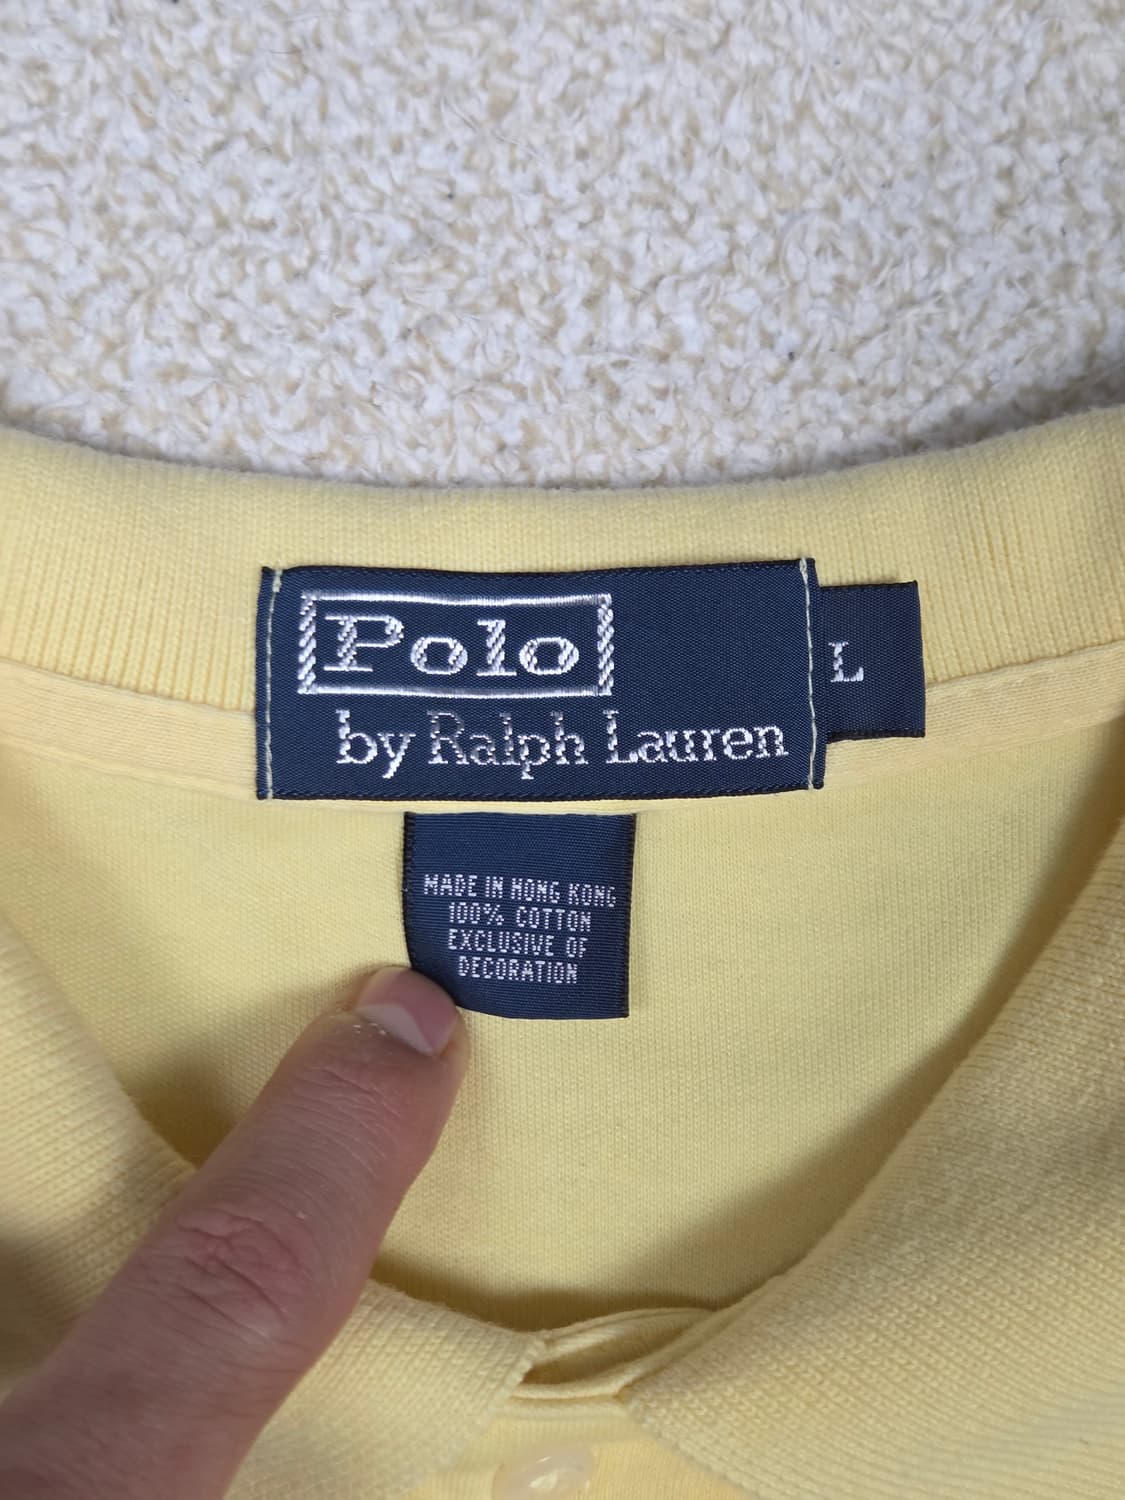 Polo
by Ralph Lauren
L
MADE IN HONG KONG
100% COTTON
EXCLUSIVE OF
DECORATION